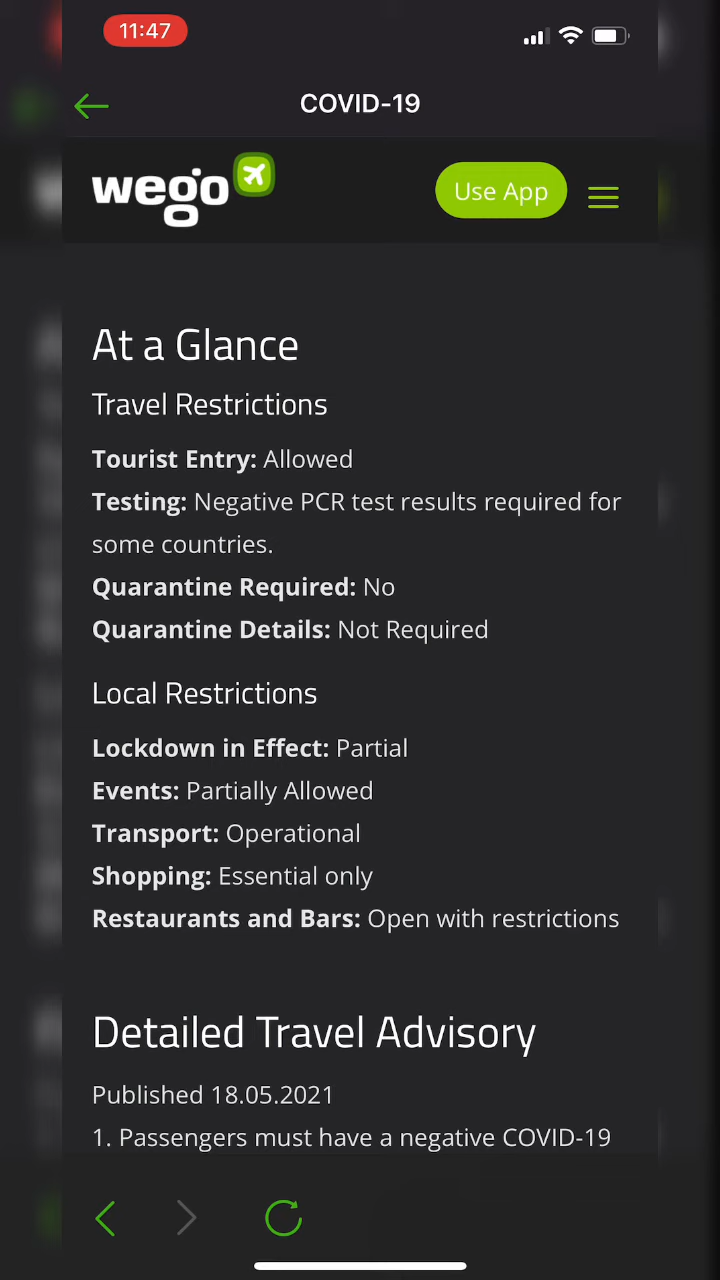 11:47
COVID-19
wego
Use App
At a Glance
Travel Restrictions
Tourist Entry: Allowed
Testing: Negative PCR test results required for
some countries.
Quarantine Required: No
Quarantine Details: Not Required
Local Restrictions
Lockdown in Effect: Partial
Events: Partially Allowed
Transport: Operational
Shopping: Essential only
Restaurants and Bars: Open with restrictions
Detailed Travel Advisory
Published 18.05.2021
1. Passengers must have a negative COVID-19